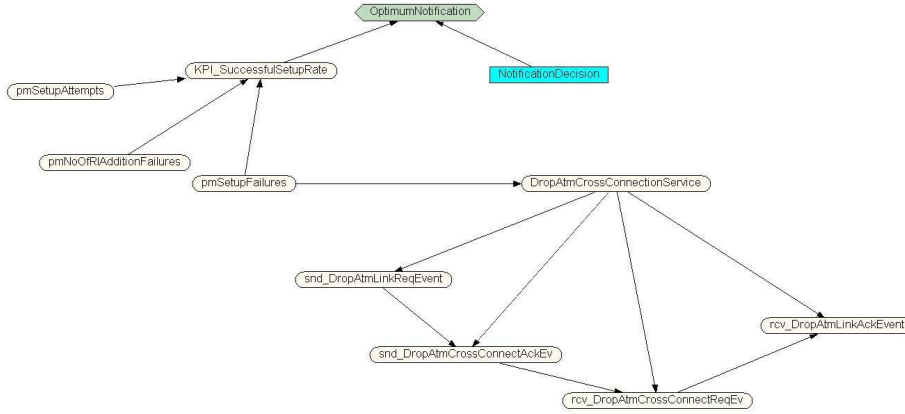 OptimumNotification
KPI_SuccessfulSetupRate
NotificationDecision
pmSetupAttempts
pmNoOfRlAdditionFailures
pmSetupFailures
DropAtmCrossConnectionService
snd_DropAtmLinkReqEvent
rcv_DropAtmLinkAckEvent
snd_DropAtmCrossConnectAckEv
rcv_DropAtmCrossConnectReqEv